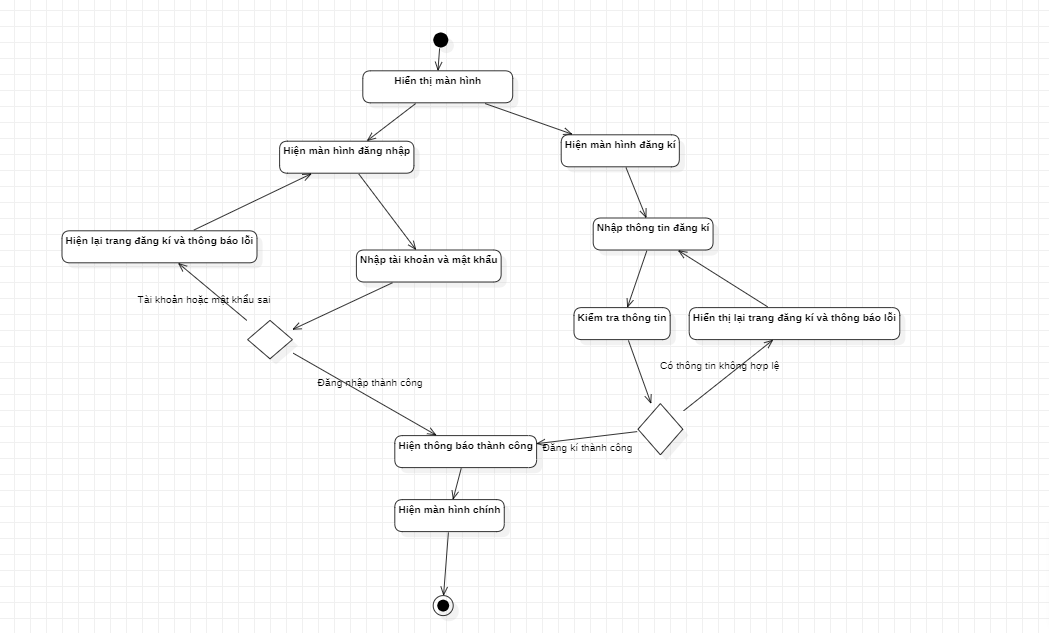 Hiển thị màn hình
Hiện màn hình đăng nhập
Hiện màn hình đăng kí
Nhập thông tin đăng kí
Hiện lại trang đăng kí và thông báo lỗi
Nhập tài khoản và mật khẩu
Tài khoản hoặc mật khẩu sai
Kiểm tra thông tin
Hiển thị lại trang đăng kí và thông báo lỗi
Có thông tin không hợp lệ
Đăng nhập thành công
Hiện thông báo thành công
Đăng kí thành công
Hiện màn hình chính